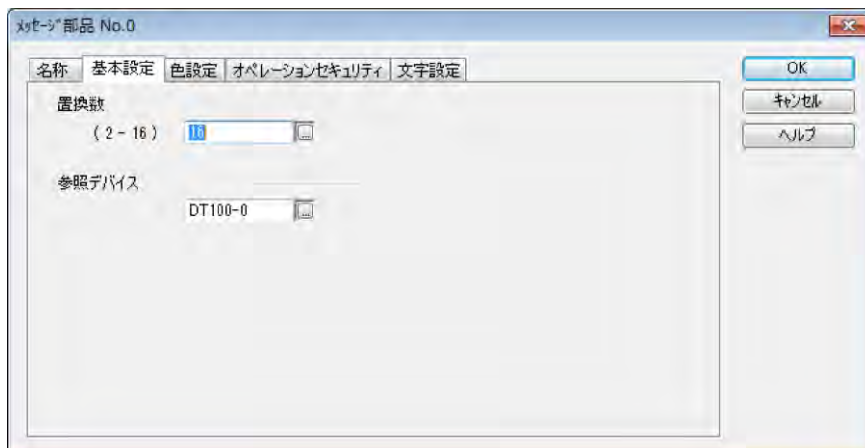 ﾒｯｾｰｼﾞ部品 No.0
名称 基本設定 色設定 オペレーションセキュリティ 文字設定
OK
キャンセル
ヘルプ
置換数
( 2 - 16 ) 16 ...
参照デバイス
DT100-0 ...